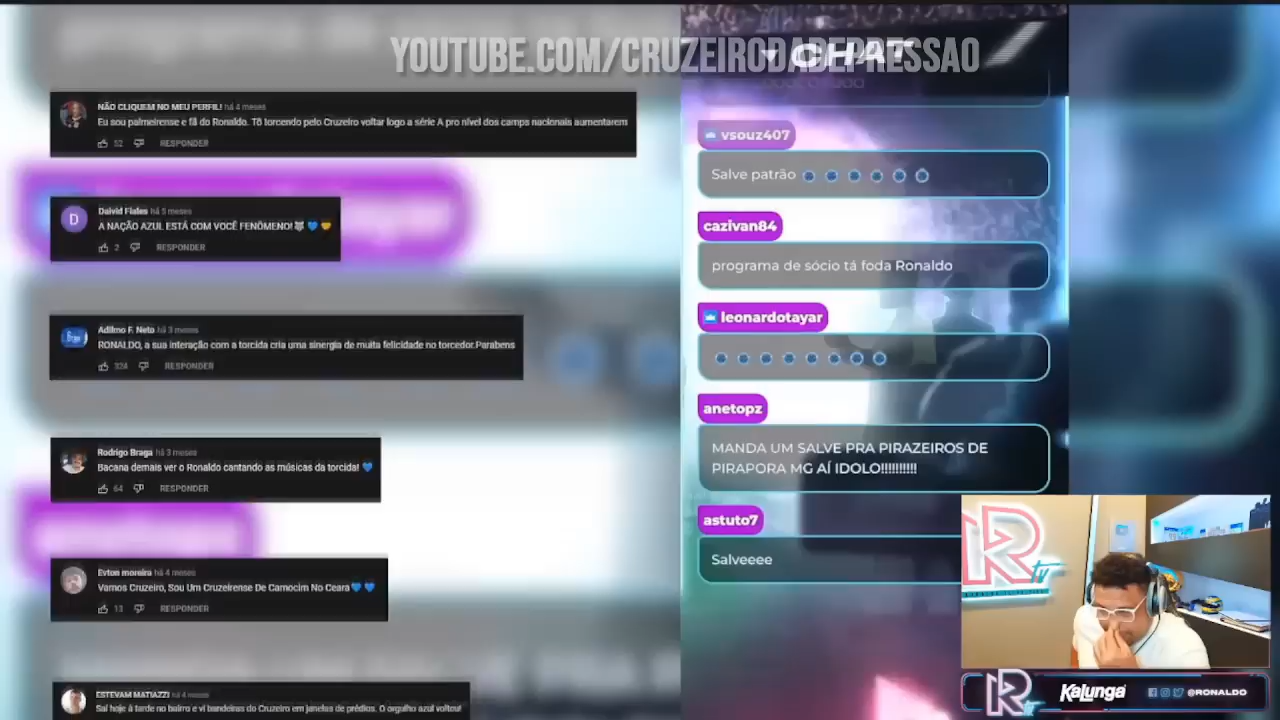 YOUTUBE.COM/CRUZEIRODADEPRESSAO
NÃO CLIQUEM NO MEU PERFIL! há 4 meses
Eu sou palmeirense e fã do Ronaldo. Tô torcendo pelo Cruzeiro voltar logo a série A pro nível dos camps nacionais aumentarem
52 RESPONDER
D
Daivid Fiales há 5 meses
A NAÇÃO AZUL ESTÁ COM VOCÊ FENÔMENO!
2 RESPONDER
Adilmo F. Neto há 3 meses
RONALDO, a sua interação com a torcida cria uma sinergia de muita felicidade no torcedor.Parabens
324 RESPONDER
Rodrigo Braga há 3 meses
Bacana demais ver o Ronaldo cantando as músicas da torcida!
64 RESPONDER
Evton moreira há 4 meses
Vamos Cruzeiro, Sou Um Cruzeirense De Camocim No Ceara
13 RESPONDER
ESTEVAM MATIAZZI há 4 meses
Saí hoje à tarde no bairro e vi bandeiras do Cruzeiro em janelas de prédios. O orgulho azul voltou!
CHAT
vsouz407
Salve patrão
cazivan84
programa de sócio tá foda Ronaldo
leonardotayar
anetopz
MANDA UM SALVE PRA PIRAZEIROS DE
PIRAPORA MG AÍ IDOLO!!!!!!!!!!
astuto7
Salveeee
R tv
R tv
Kalunga
@RONALDO